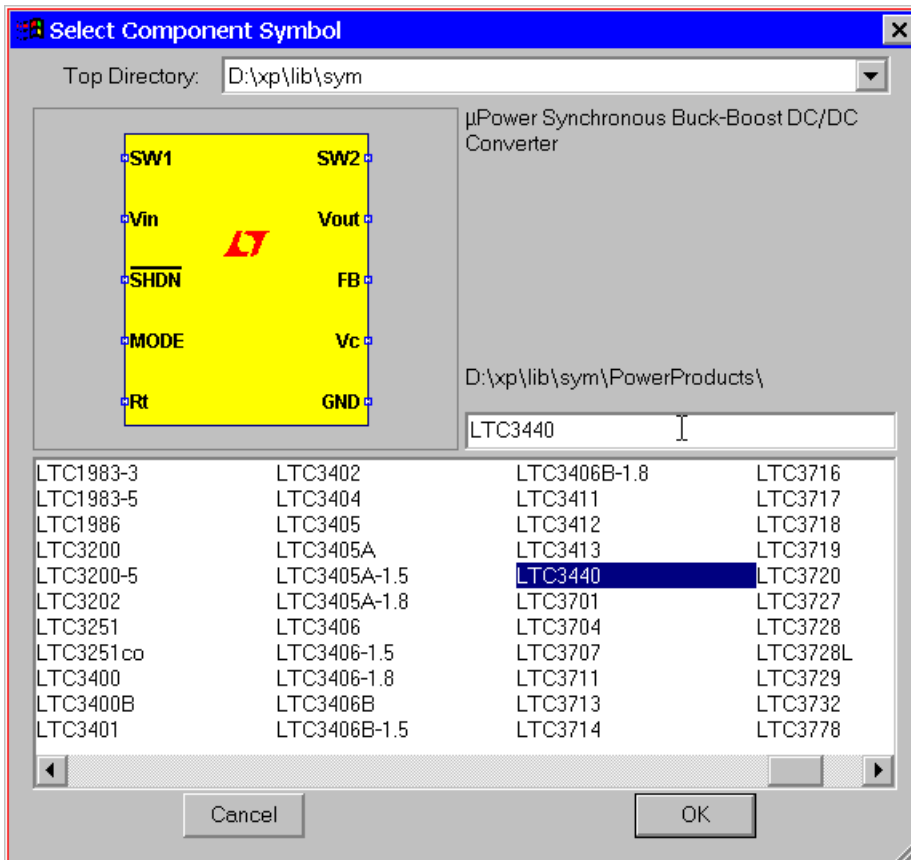 Select Component Symbol
Top Directory: D:\xp\lib\sym
µPower Synchronous Buck-Boost DC/DC
Converter
SW1 SW2
Vin Vout
SHDN FB
MODE Vc
Rt GND
D:\xp\lib\sym\PowerProducts\
LTC3440
LTC1983-3 LTC3402 LTC3406B-1.8 LTC3716
LTC1983-5 LTC3404 LTC3411 LTC3717
LTC1986 LTC3405 LTC3412 LTC3718
LTC3200 LTC3405A LTC3413 LTC3719
LTC3200-5 LTC3405A-1.5 LTC3440 LTC3720
LTC3202 LTC3405A-1.8 LTC3701 LTC3727
LTC3251 LTC3406 LTC3704 LTC3728
LTC3251co LTC3406-1.5 LTC3707 LTC3728L
LTC3400 LTC3406-1.8 LTC3711 LTC3729
LTC3400B LTC3406B LTC3713 LTC3732
LTC3401 LTC3406B-1.5 LTC3714 LTC3778
Cancel OK